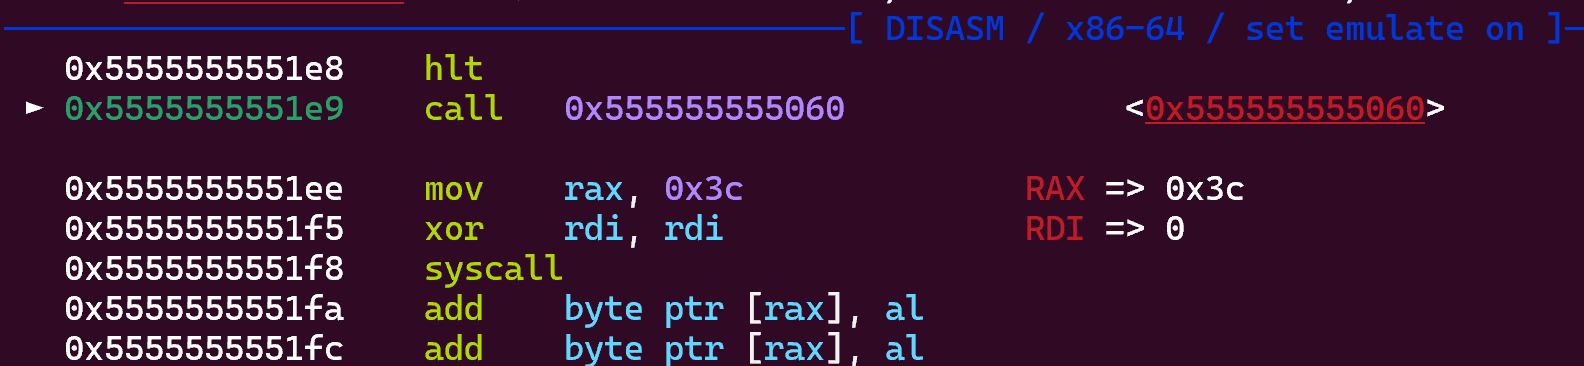 [ DISASM / x86-64 / set emulate on ]
0x5555555551e8 hlt
► 0x5555555551e9 call 0x555555555060 <0x555555555060>
0x5555555551ee mov rax, 0x3c RAX => 0x3c
0x5555555551f5 xor rdi, rdi RDI => 0
0x5555555551f8 syscall
0x5555555551fa add byte ptr [rax], al
0x5555555551fc add byte ptr [rax], al